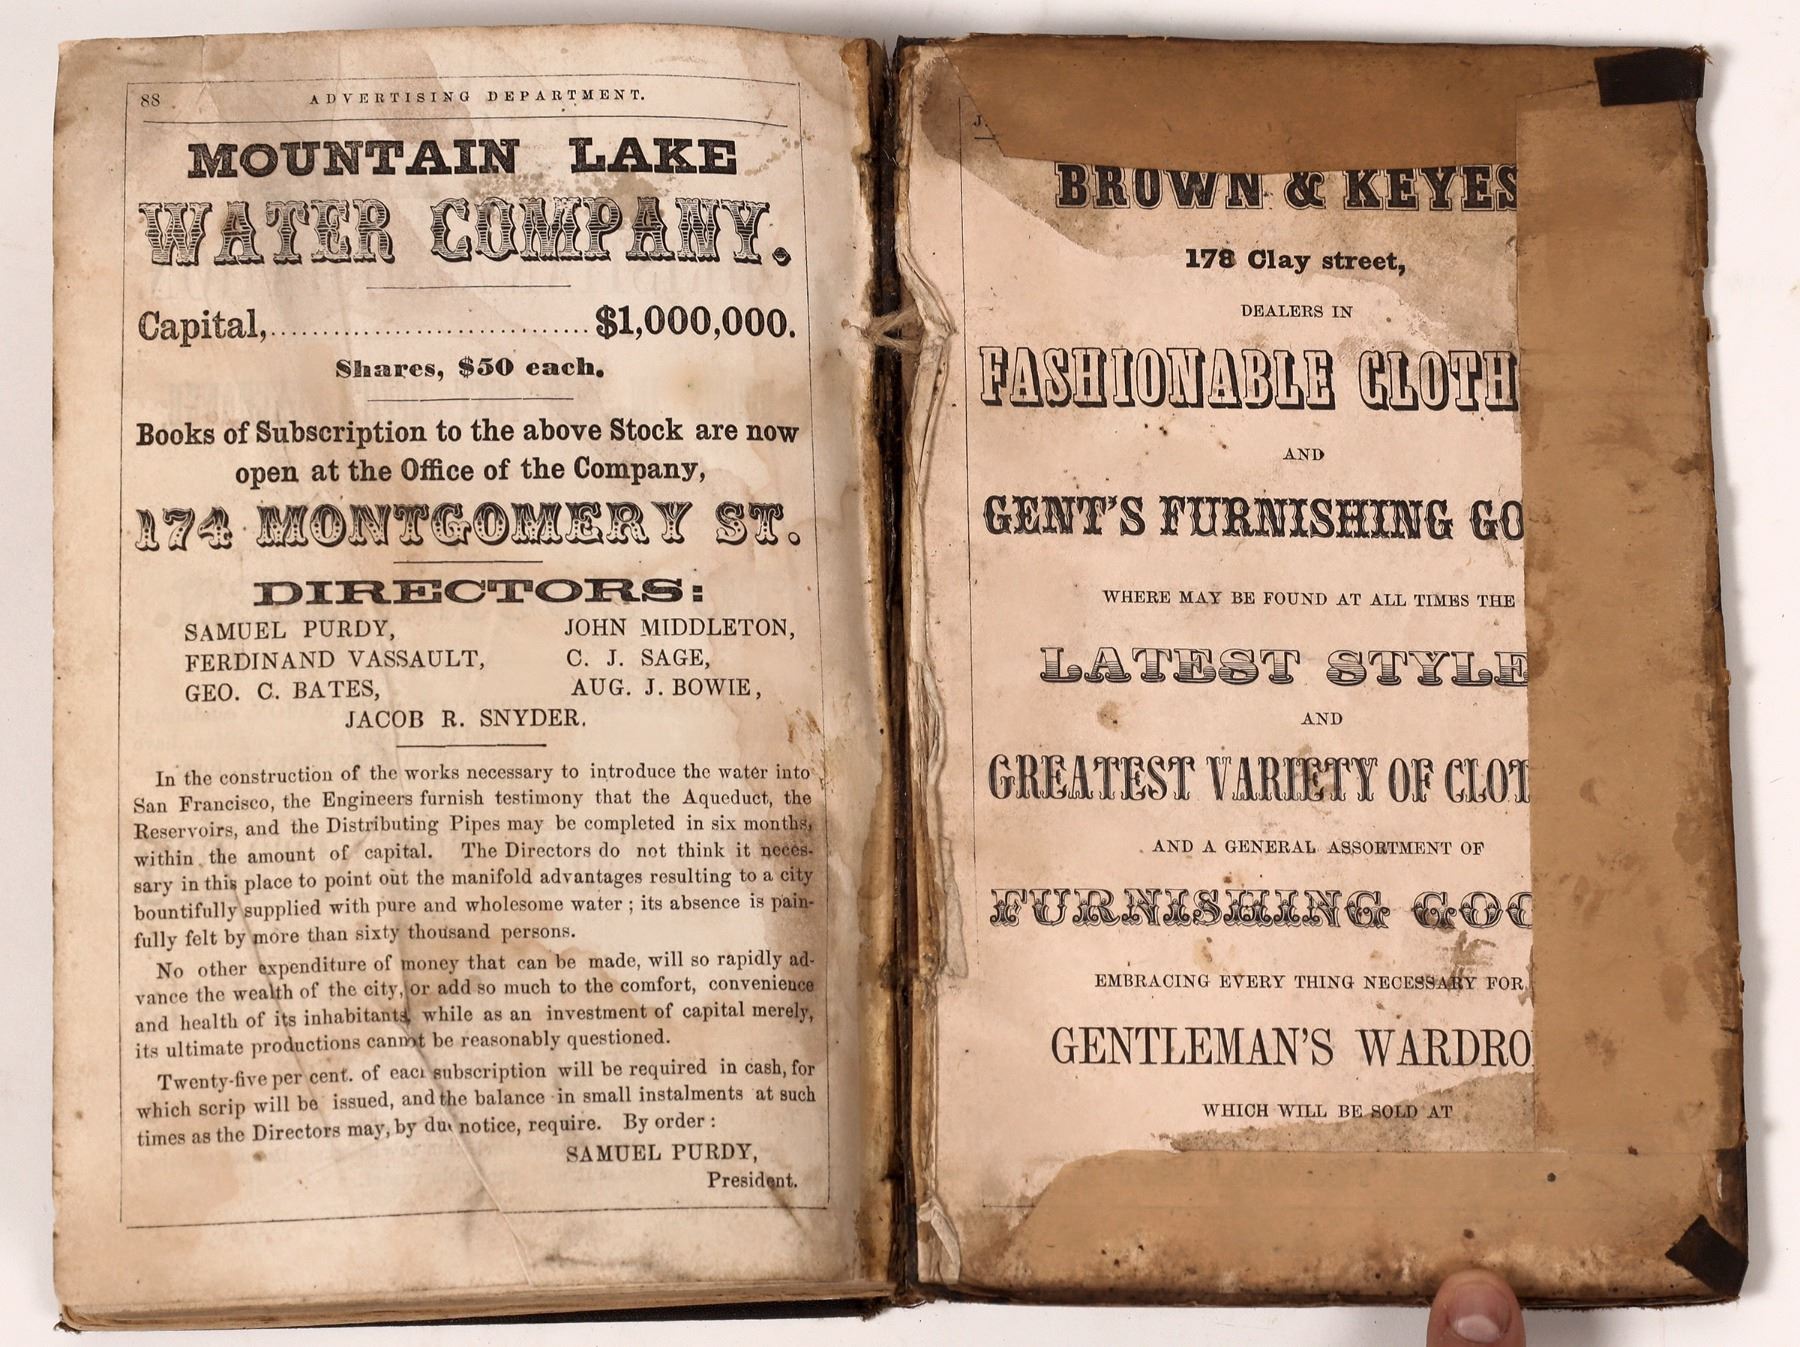 88 ADVERTISING DEPARTMENT.
MOUNTAIN LAKE
WATER COMPANY.
Capital,.............................. $1,000,000.
Shares, $50 each.
Books of Subscription to the above Stock are now
open at the Office of the Company,
174 MONTGOMERY ST.
DIRECTORS:
SAMUEL PURDY, JOHN MIDDLETON,
FERDINAND VASSAULT, C. J. SAGE,
GEO. C. BATES, AUG. J. BOWIE,
JACOB R. SNYDER.
In the construction of the works necessary to introduce the water into
San Francisco, the Engineers furnish testimony that the Aqueduct, the
Reservoirs, and the Distributing Pipes may be completed in six months,
within the amount of capital. The Directors do not think it neces-
sary in this place to point out the manifold advantages resulting to a city
bountifully supplied with pure and wholesome water; its absence is pain-
fully felt by more than sixty thousand persons.
No other expenditure of money that can be made, will so rapidly ad-
vance the wealth of the city, or add so much to the comfort, convenience
and health of its inhabitants, while as an investment of capital merely,
its ultimate productions cannot be reasonably questioned.
Twenty-five per cent. of each subscription will be required in cash, for
which scrip will be issued, and the balance in small instalments at such
times as the Directors may, by due notice, require. By order:
SAMUEL PURDY,
President.
J.
BROWN & KEYES
178 Clay street,
DEALERS IN
FASHIONABLE CLOTH
AND
GENT'S FURNISHING GO
WHERE MAY BE FOUND AT ALL TIMES THE
LATEST STYLE
AND
GREATEST VARIETY OF CLOT
AND A GENERAL ASSORTMENT OF
FURNISHING GOO
EMBRACING EVERY THING NECESSARY FOR
GENTLEMAN'S WARDRO
WHICH WILL BE SOLD AT